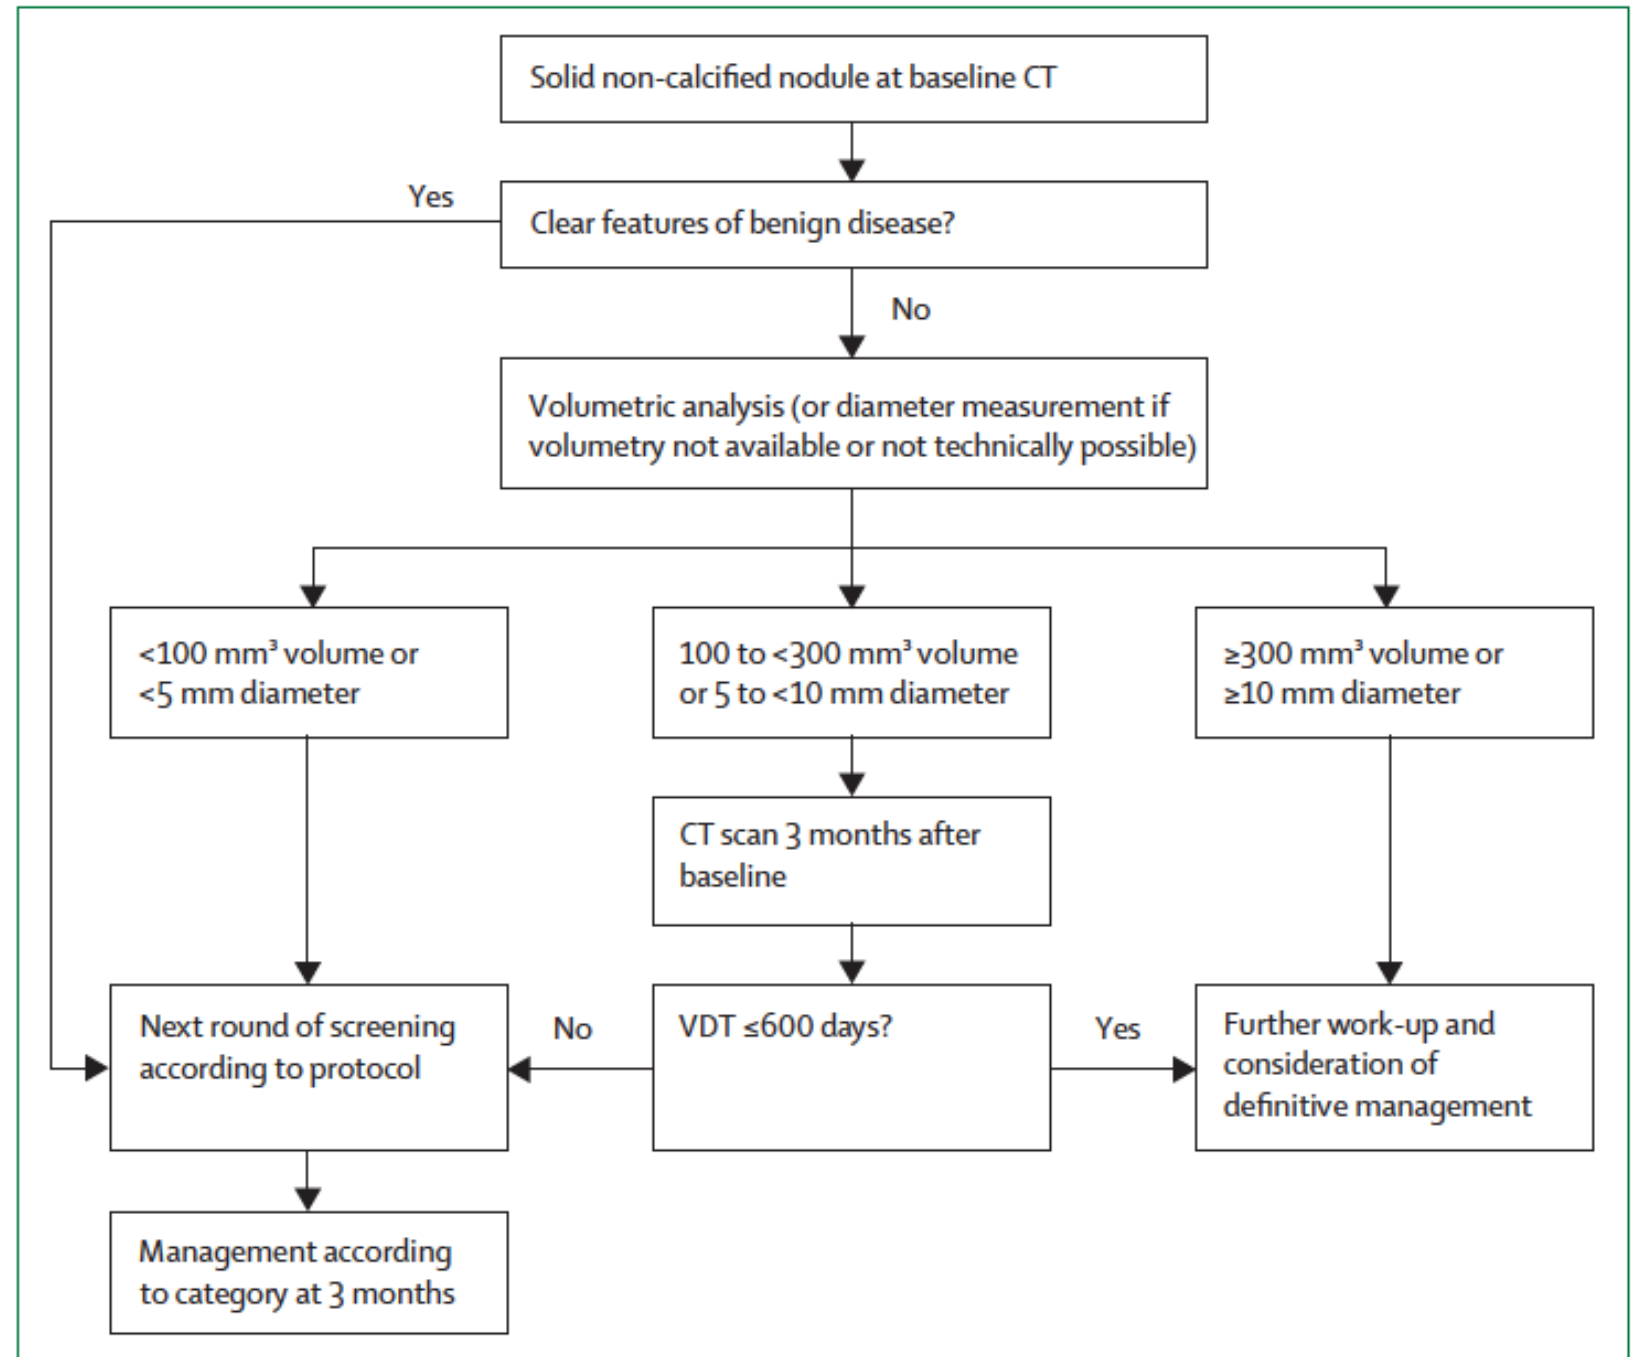 Solid non-calcified nodule at baseline CT
Yes
Clear features of benign disease?
No
Volumetric analysis (or diameter measurement if
volumetry not available or not technically possible)
<100 mm³ volume or
<5 mm diameter
100 to <300 mm³ volume
or 5 to <10 mm diameter
≥300 mm³ volume or
≥10 mm diameter
CT scan 3 months after
baseline
Next round of screening
according to protocol
No
VDT ≤600 days?
Yes
Further work-up and
consideration of
definitive management
Management according
to category at 3 months